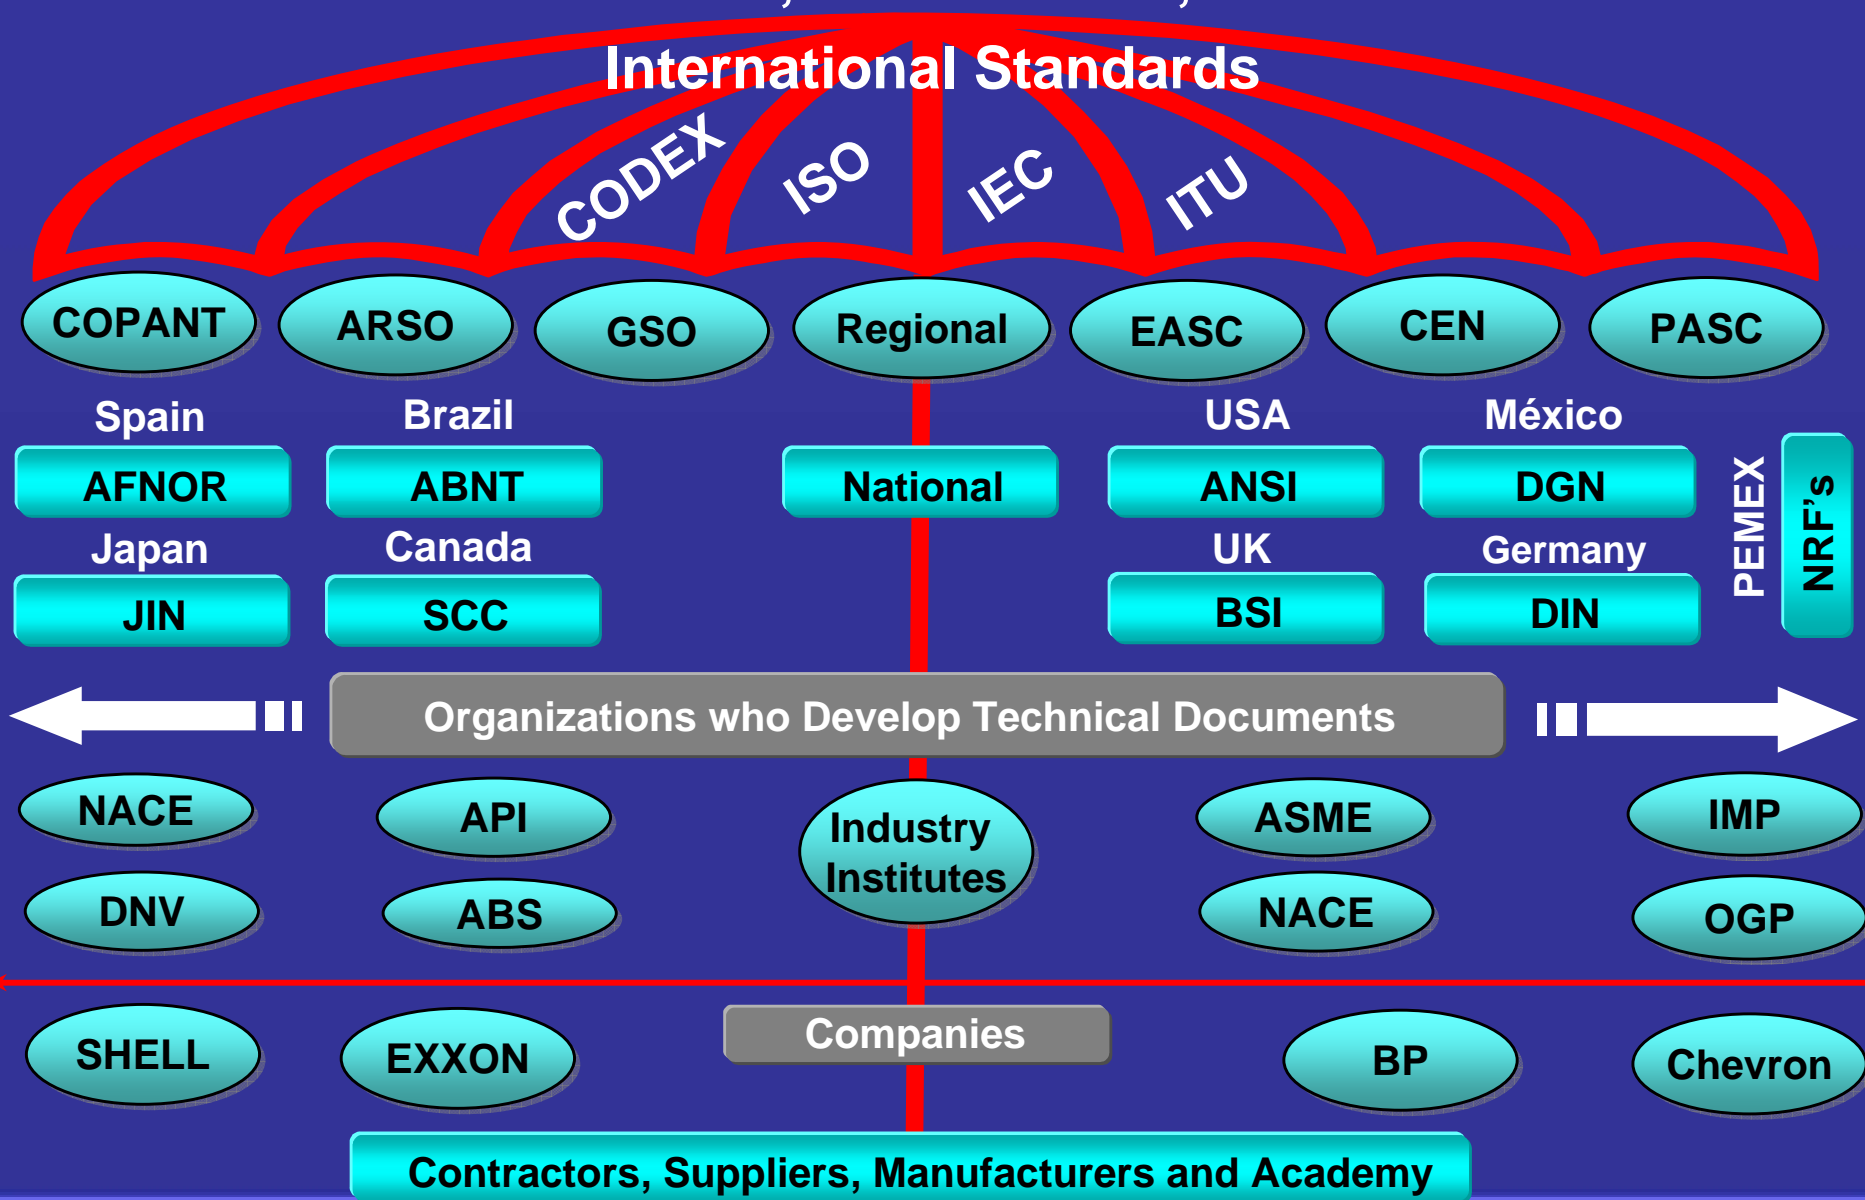 International Standards
CODEX
ISO
IEC
ITU
COPANT
ARSO
GSO
Regional
EASC
CEN
PASC
Spain
Brazil
USA
México
AFNOR
ABNT
National
ANSI
DGN
PEMEX
NRF's
Japan
Canada
UK
Germany
JIN
SCC
BSI
DIN
Organizations who Develop Technical Documents
NACE
API
Industry
Institutes
ASME
IMP
DNV
ABS
NACE
OGP
SHELL
EXXON
Companies
BP
Chevron
Contractors, Suppliers, Manufacturers and Academy